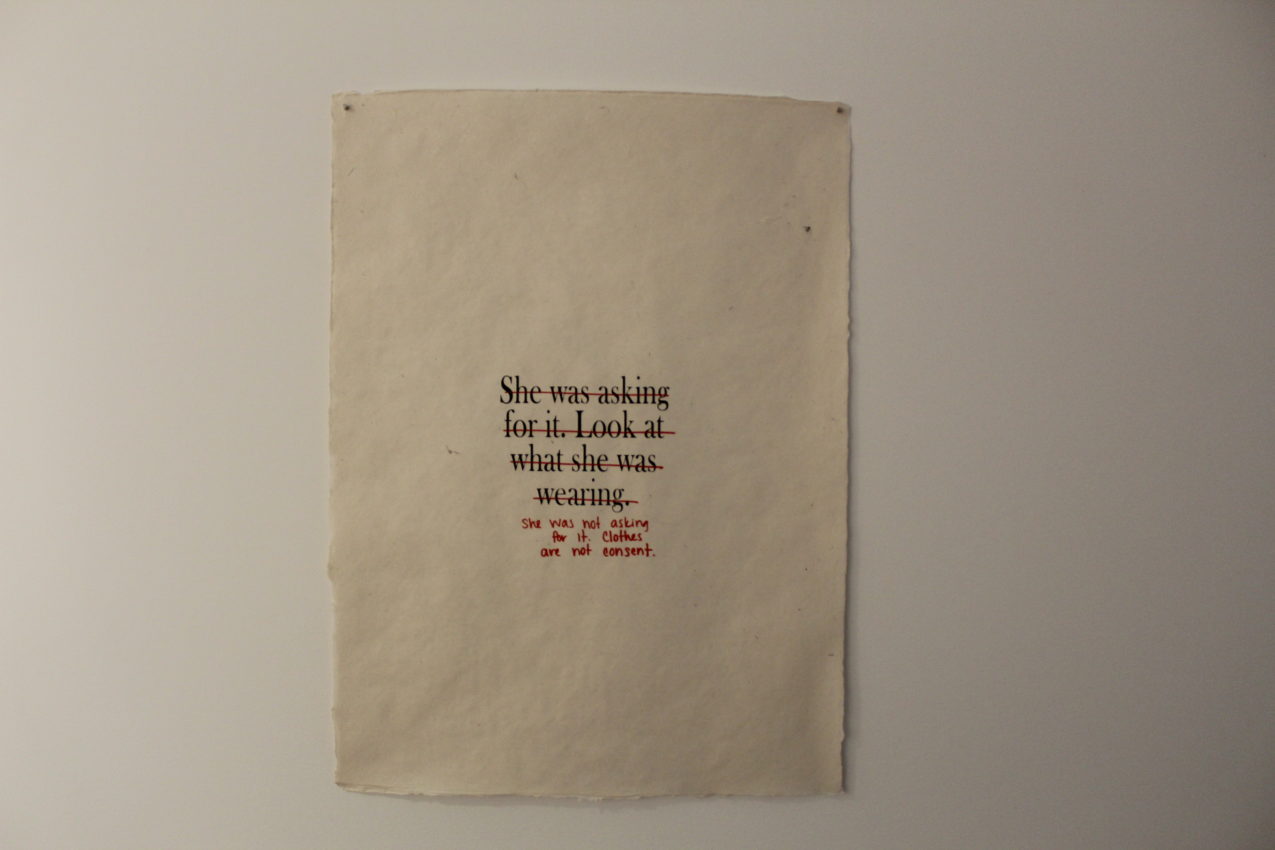 She was asking
for it. Look at
what she was
wearing.
She was not asking
for it. Clothes
are not consent.